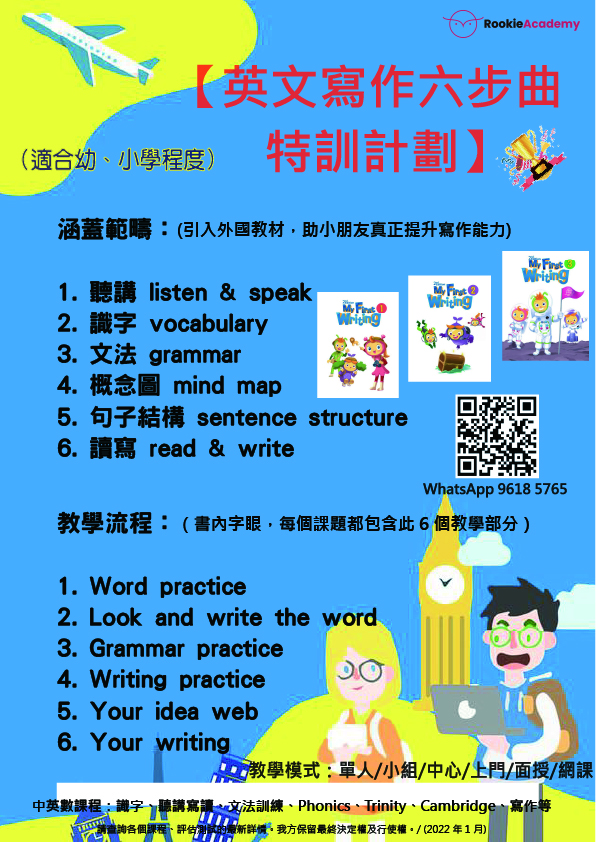 RookieAcademy
【英文寫作六步曲
特訓計劃】
（適合幼、小學程度）
涵蓋範疇：(引入外國教材，助小朋友真正提升寫作能力)
1. 聽講 listen & speak
2. 識字 vocabulary
3. 文法 grammar
4. 概念圖 mind map
5. 句子結構 sentence structure
6. 讀寫 read & write
My First Writing 1
My First Writing 2
My First Writing 3
WhatsApp 9618 5765
教學流程：（書內字眼，每個課題都包含此 6 個教學部分）
1. Word practice
2. Look and write the word
3. Grammar practice
4. Writing practice
5. Your idea web
6. Your writing
教學模式：單人/小組/中心/上門/面授/網課
中英數課程：識字、聽講寫讀、文法訓練、Phonics、Trinity、Cambridge、寫作等
請查詢各個課程、評估測試的最新詳情。我方保留最終決定權及行使權。/ (2022 年 1 月)